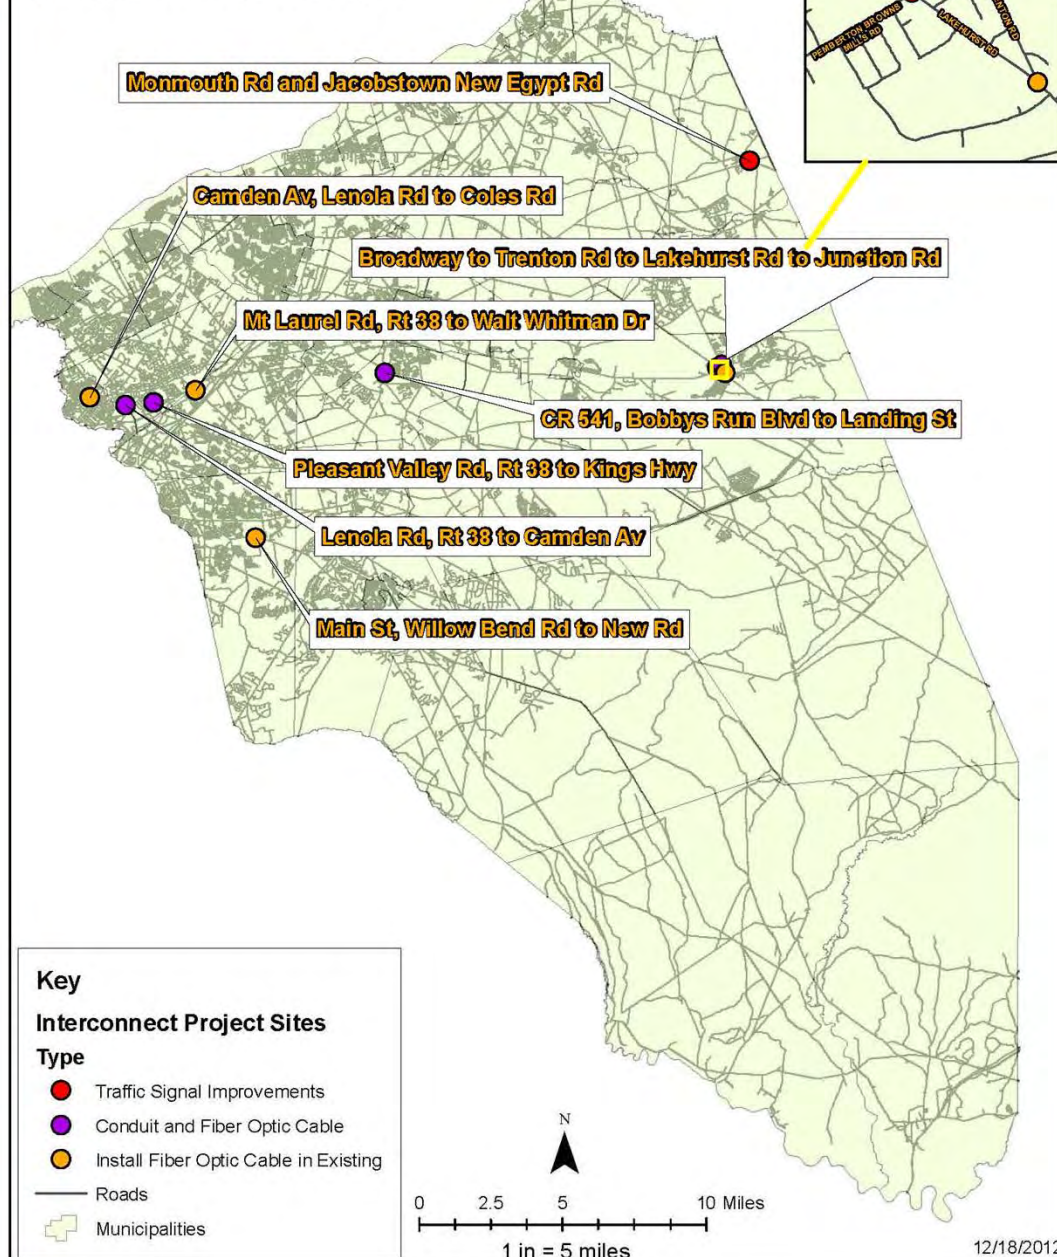 PEMBERTON BROWNS
MILL'S RD
LAKEHURST RD
Monmouth Rd and Jacobstown New Egypt Rd
Camden Av, Lenola Rd to Coles Rd
Broadway to Trenton Rd to Lakehurst Rd to Junction Rd
Mt Laurel Rd, Rt 38 to Walt Whitman Dr
CR 541, Bobbys Run Blvd to Landing St
Pleasant Valley Rd, Rt 38 to Kings Hwy
Lenola Rd, Rt 38 to Camden Av
Main St, Willow Bend Rd to New Rd
Key
Interconnect Project Sites
Type
Traffic Signal Improvements
Conduit and Fiber Optic Cable
Install Fiber Optic Cable in Existing
Roads
Municipalities
N
0 2.5 5 10 Miles
1 in = 5 miles
12/18/2012